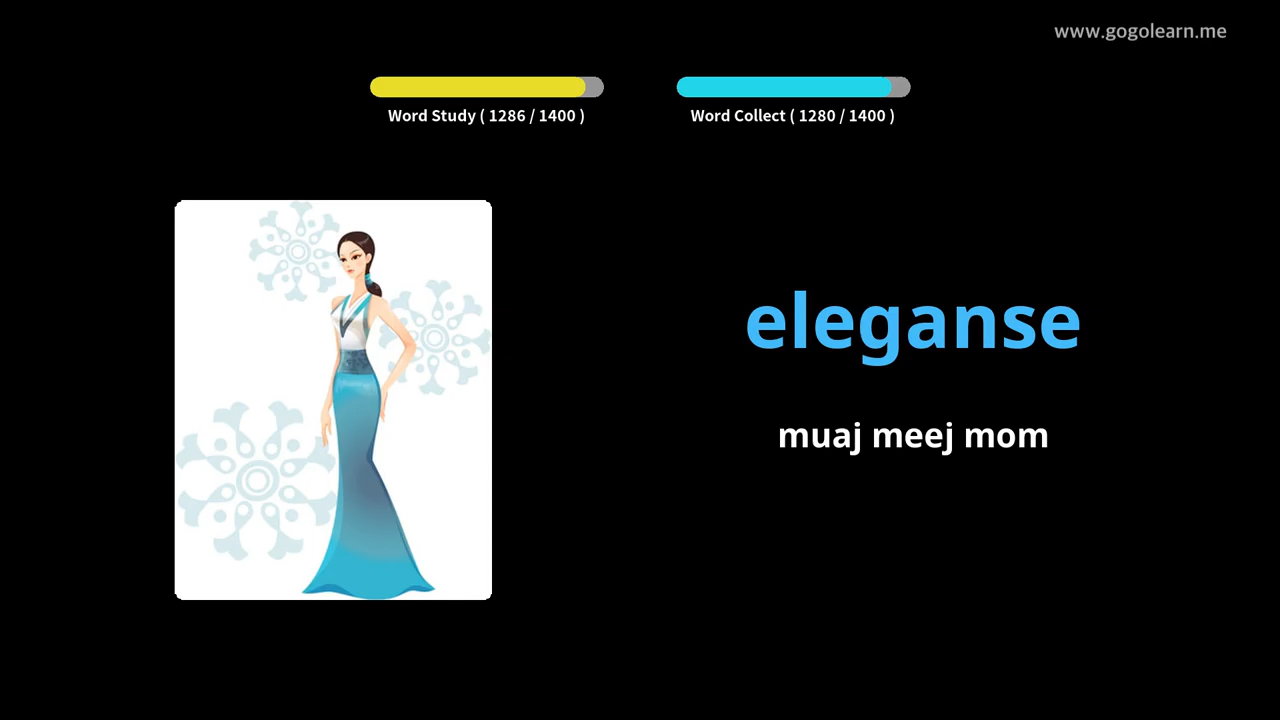 www.gogolearn.me
Word Study ( 1286 / 1400 )
Word Collect ( 1280 / 1400 )
eleganse
muaj meej mom